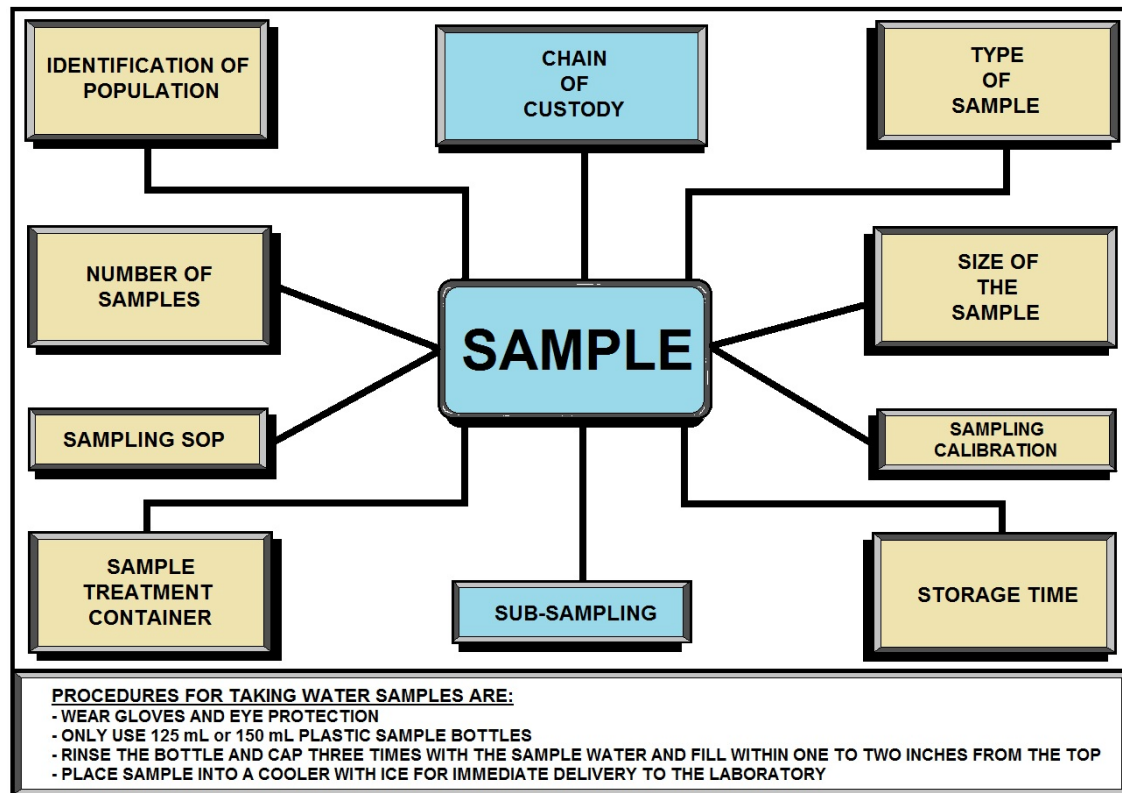 IDENTIFICATION OF
POPULATION
CHAIN
OF
CUSTODY
TYPE
OF
SAMPLE
NUMBER OF
SAMPLES
SIZE OF
THE
SAMPLE
SAMPLE
SAMPLING SOP
SAMPLING
CALIBRATION
SAMPLE
TREATMENT
CONTAINER
SUB-SAMPLING
STORAGE TIME
PROCEDURES FOR TAKING WATER SAMPLES ARE:
- WEAR GLOVES AND EYE PROTECTION
- ONLY USE 125 mL or 150 mL PLASTIC SAMPLE BOTTLES
- RINSE THE BOTTLE AND CAP THREE TIMES WITH THE SAMPLE WATER AND FILL WITHIN ONE TO TWO INCHES FROM THE TOP
- PLACE SAMPLE INTO A COOLER WITH ICE FOR IMMEDIATE DELIVERY TO THE LABORATORY